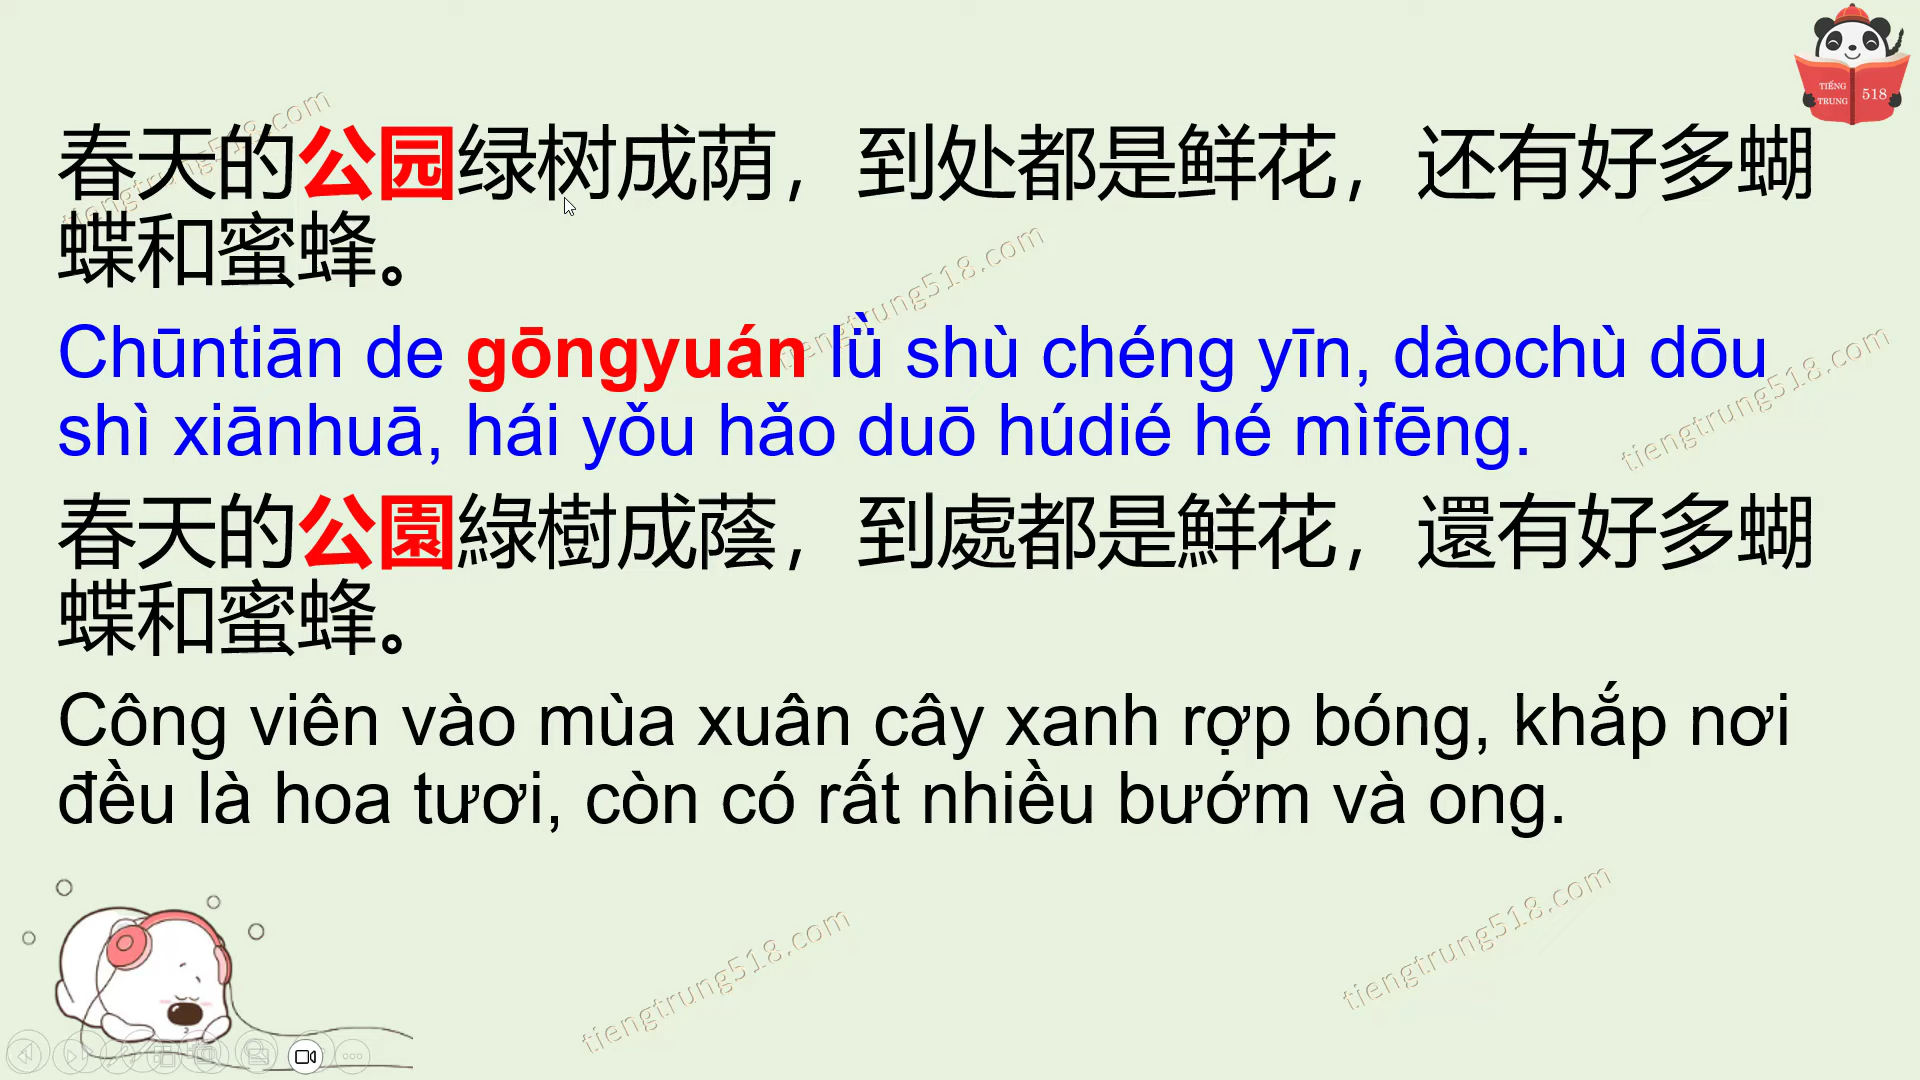 TIẾNG
TRUNG 518
春天的公园绿树成荫，到处都是鲜花，还有好多蝴
蝶和蜜蜂。
Chūntiān de gōngyuán lǜ shù chéng yīn, dàochù dōu
shì xiānhuā, hái yǒu hǎo duō húdié hé mìfēng.
春天的公園綠樹成蔭，到處都是鮮花，還有好多蝴
蝶和蜜蜂。
Công viên vào mùa xuân cây xanh rợp bóng, khắp nơi
đều là hoa tươi, còn có rất nhiều bướm và ong.
tiengtrung518.com
tiengtrung518.com
tiengtrung518.com
tiengtrung518.com
tiengtrung518.com